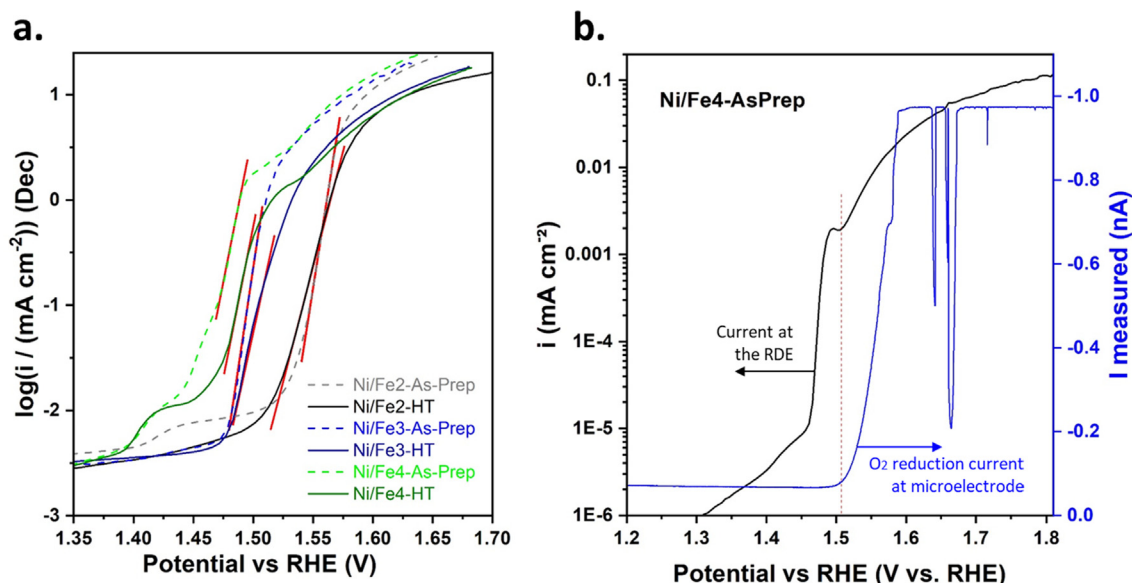 a.
log(i / (mA cm⁻²)) (Dec)
1
0
-1
-2
-3
1.35
1.40
1.45
1.50
1.55
1.60
1.65
1.70
Potential vs RHE (V)
Ni/Fe2-As-Prep
Ni/Fe2-HT
Ni/Fe3-As-Prep
Ni/Fe3-HT
Ni/Fe4-As-Prep
Ni/Fe4-HT
b.
Ni/Fe4-AsPrep
i (mA cm⁻²)
0.1
0.01
0.001
1E-4
1E-5
1E-6
1.2
1.3
1.4
1.5
1.6
1.7
1.8
Potential vs RHE (V vs. RHE)
Current at
the RDE
O₂ reduction current
at microelectrode
-1.0
-0.8
-0.6
-0.4
-0.2
0.0
I measured (nA)